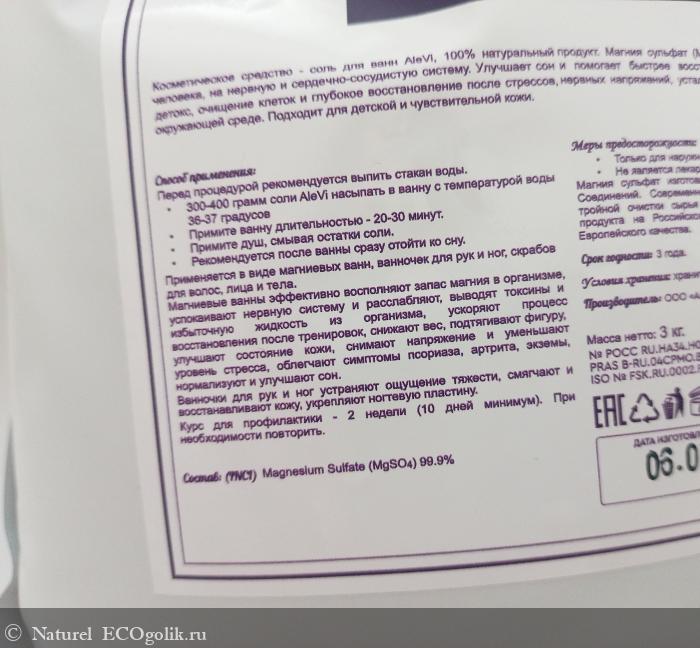 Косметическое средство - соль для ванн AleVi, 100% натуральный продукт. Магния сульфат
человека, на нервную и сердечно-сосудистую систему. Улучшает сон и помогает быстрее
детокс, очищение клеток и глубокое восстановление после стрессов, нервных напряжений,
окружающей среде. Подходит для детской и чувствительной кожи.
Способ применения:
Перед процедурой рекомендуется выпить стакан воды.
• 300-400 грамм соли AleVi насыпать в ванну с температурой воды
36-37 градусов
• Примите ванну длительностью - 20-30 минут.
• Примите душ, смывая остатки соли.
• Рекомендуется после ванны сразу отойти ко сну.
Применяется в виде магниевых ванн, ванночек для рук и ног, скрабов
для волос, лица и тела.
Магниевые ванны эффективно восполняют запас магния в организме,
успокаивают нервную систему и расслабляют, выводят токсины и
избыточную жидкость из организма, ускоряют процесс
восстановления после тренировок, снижают вес, подтягивают фигуру,
улучшают состояние кожи, снимают напряжение и уменьшают
уровень стресса, облегчают симптомы псориаза, артрита, экземы,
нормализуют и улучшают сон.
Ванночки для рук и ног устраняют ощущение тяжести, смягчают и
восстанавливают кожу, укрепляют ногтевую пластину.
Курс для профилактики - 2 недели (10 дней минимум). При
необходимости повторить.
Состав: (INCI) Magnesium Sulfate (MgSO4) 99.9%
Меры предосторожности:
• Только для
• Не является
Магния сульфат
Соединений.
тройной очистки сырья
продукта на
Европейского качества.
Срок годности: 3 года.
Условия хранения:
Производитель: ООО
Масса нетто: 3 кг.
№ РОСС RU.НА34.
PRAS B-RU.04СРМО.
ISO № FSK.RU.0002.
EAC
ДАТА
06.0
© Naturel ECOgolik.ru